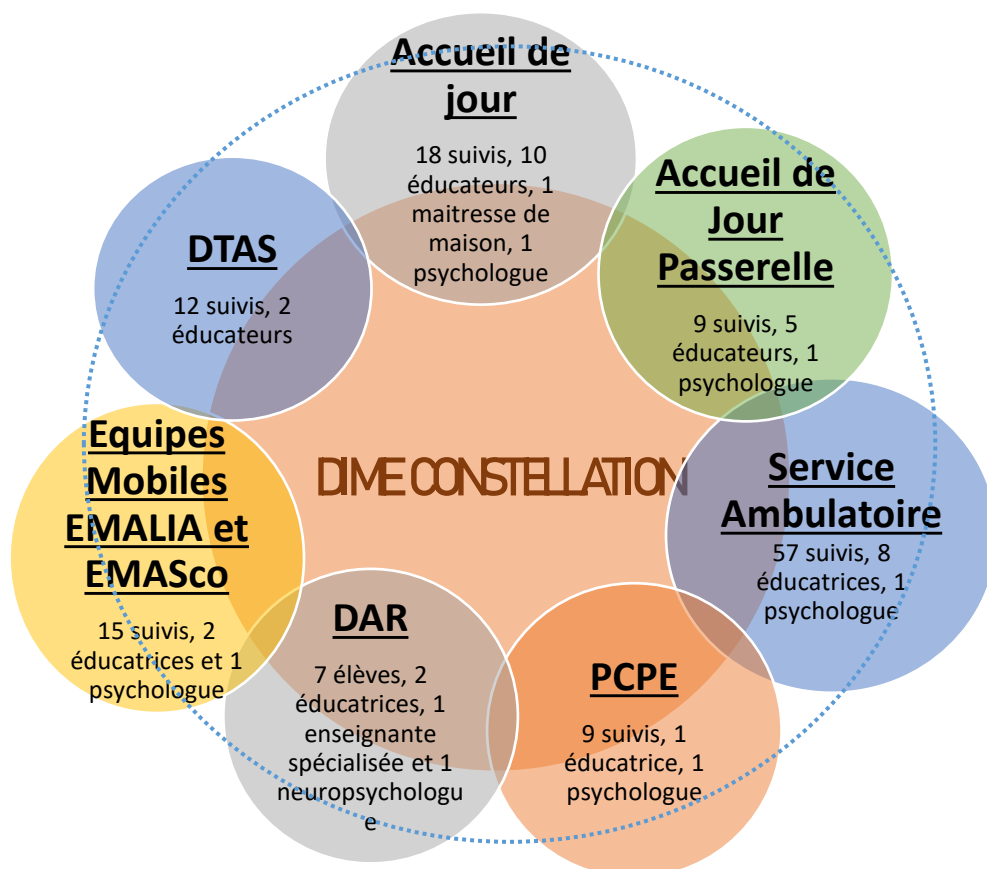 Accueil de
jour
18 suivis, 10
éducateurs, 1
maitresse de
maison, 1
psychologue
Accueil de
Jour
Passerelle
9 suivis, 5
éducateurs, 1
psychologue
Service
Ambulatoire
57 suivis, 8
éducatrices, 1
psychologue
PCPE
9 suivis, 1
éducatrice, 1
psychologue
DAR
7 élèves, 2
éducatrices, 1
enseignante
spécialisée et 1
neuropsychologu
e
Equipes
Mobiles
EMALIA et
EMASco
15 suivis, 2
éducatrices et 1
psychologue
DTAS
12 suivis, 2
éducateurs
DIME CONSTELLATION